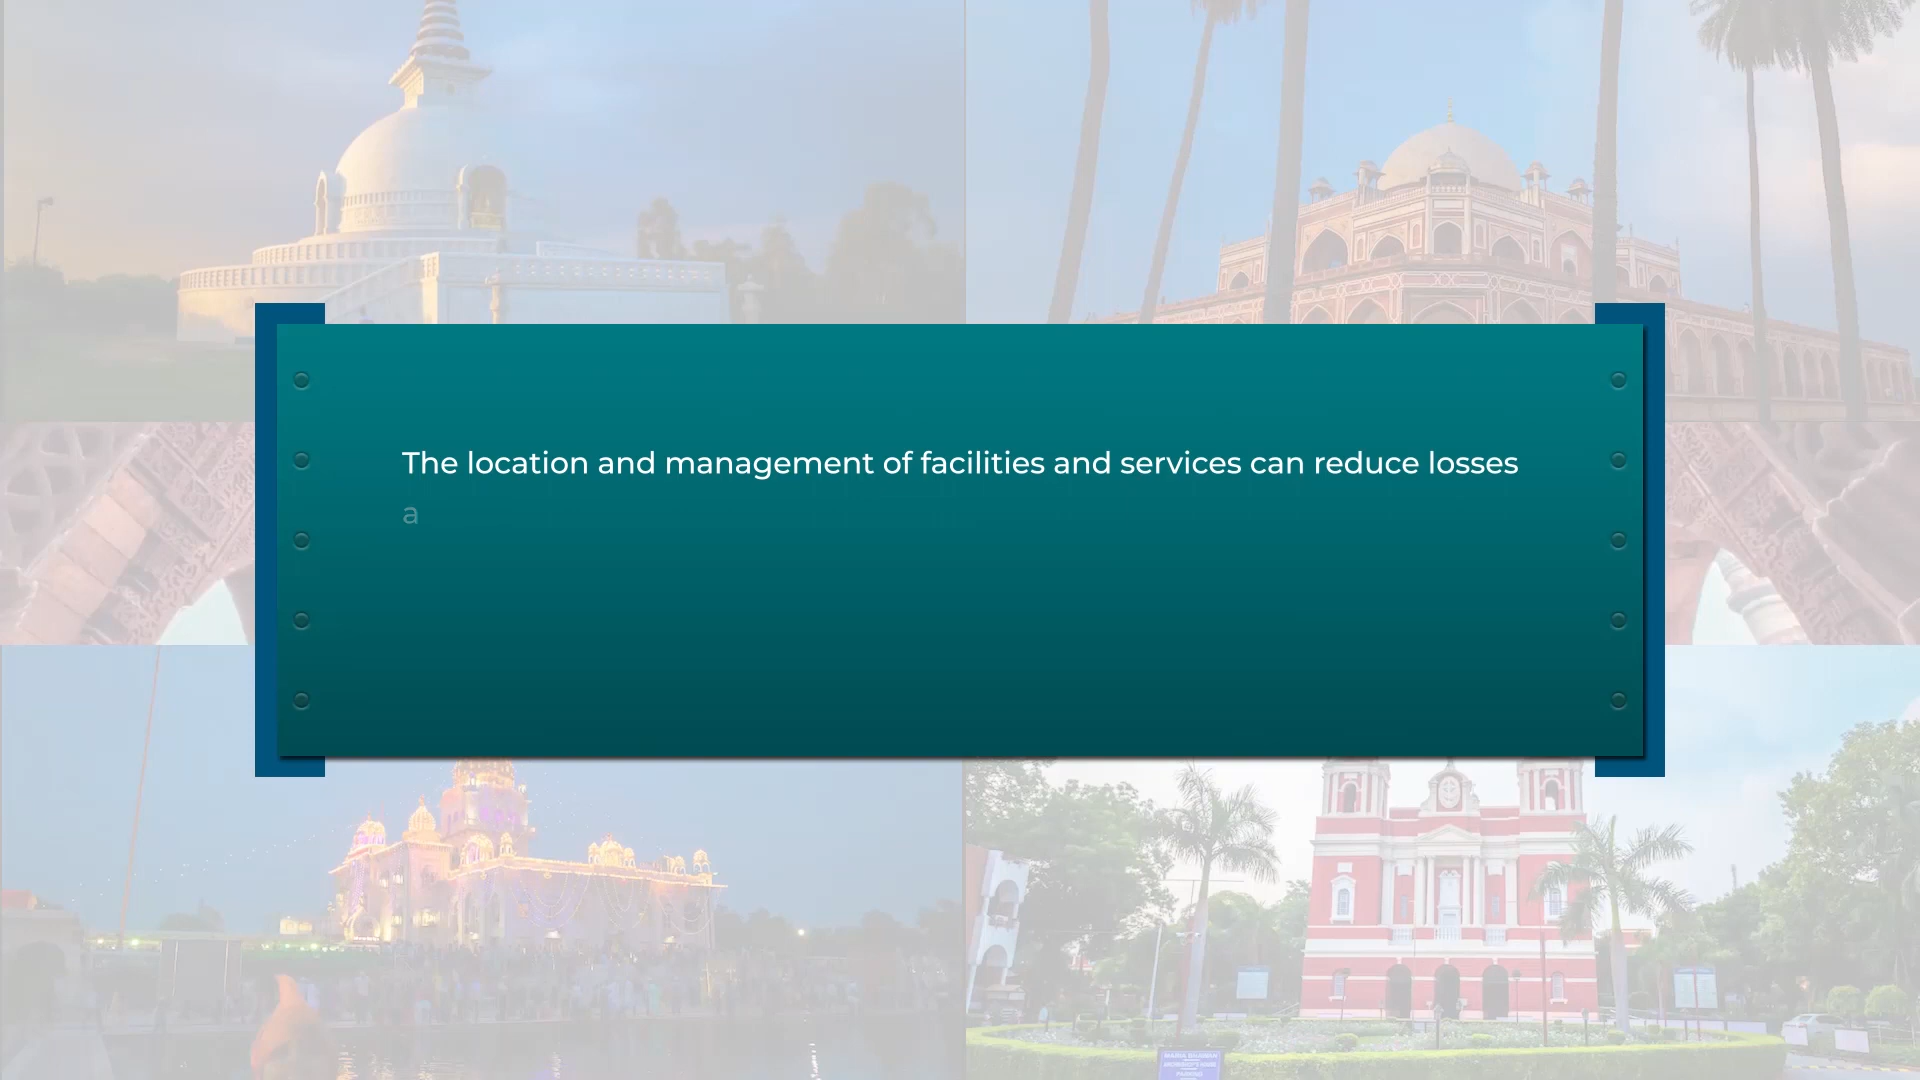 The location and management of facilities and services can reduce losses
a